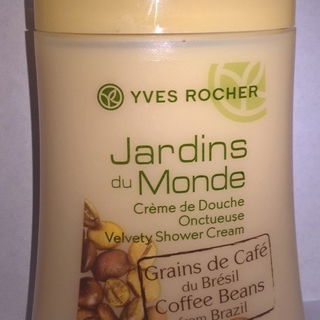 YVES ROCHER
Jardins
du Monde
Crème de Douche
Onctueuse
Velvety Shower Cream
Grains de Café
du Brésil
Coffee Beans
from Brazil